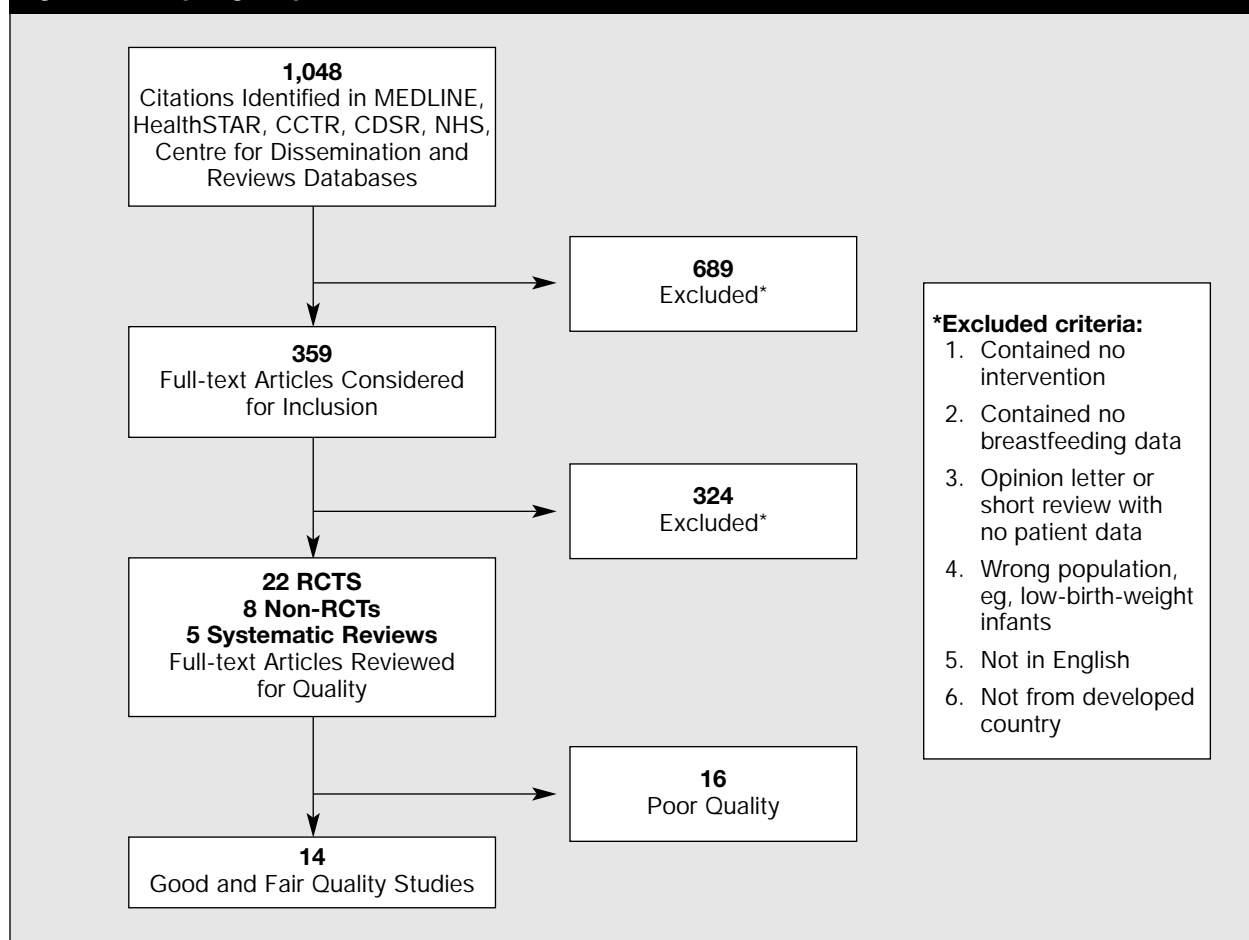 1,048
Citations Identified in MEDLINE,
HealthSTAR, CCTR, CDSR, NHS,
Centre for Dissemination and
Reviews Databases
689
Excluded*
359
Full-text Articles Considered
for Inclusion
324
Excluded*
22 RCTS
8 Non-RCTs
5 Systematic Reviews
Full-text Articles Reviewed
for Quality
16
Poor Quality
14
Good and Fair Quality Studies
*Excluded criteria:
1. Contained no
intervention
2. Contained no
breastfeeding data
3. Opinion letter or
short review with
no patient data
4. Wrong population,
eg, low-birth-weight
infants
5. Not in English
6. Not from developed
country